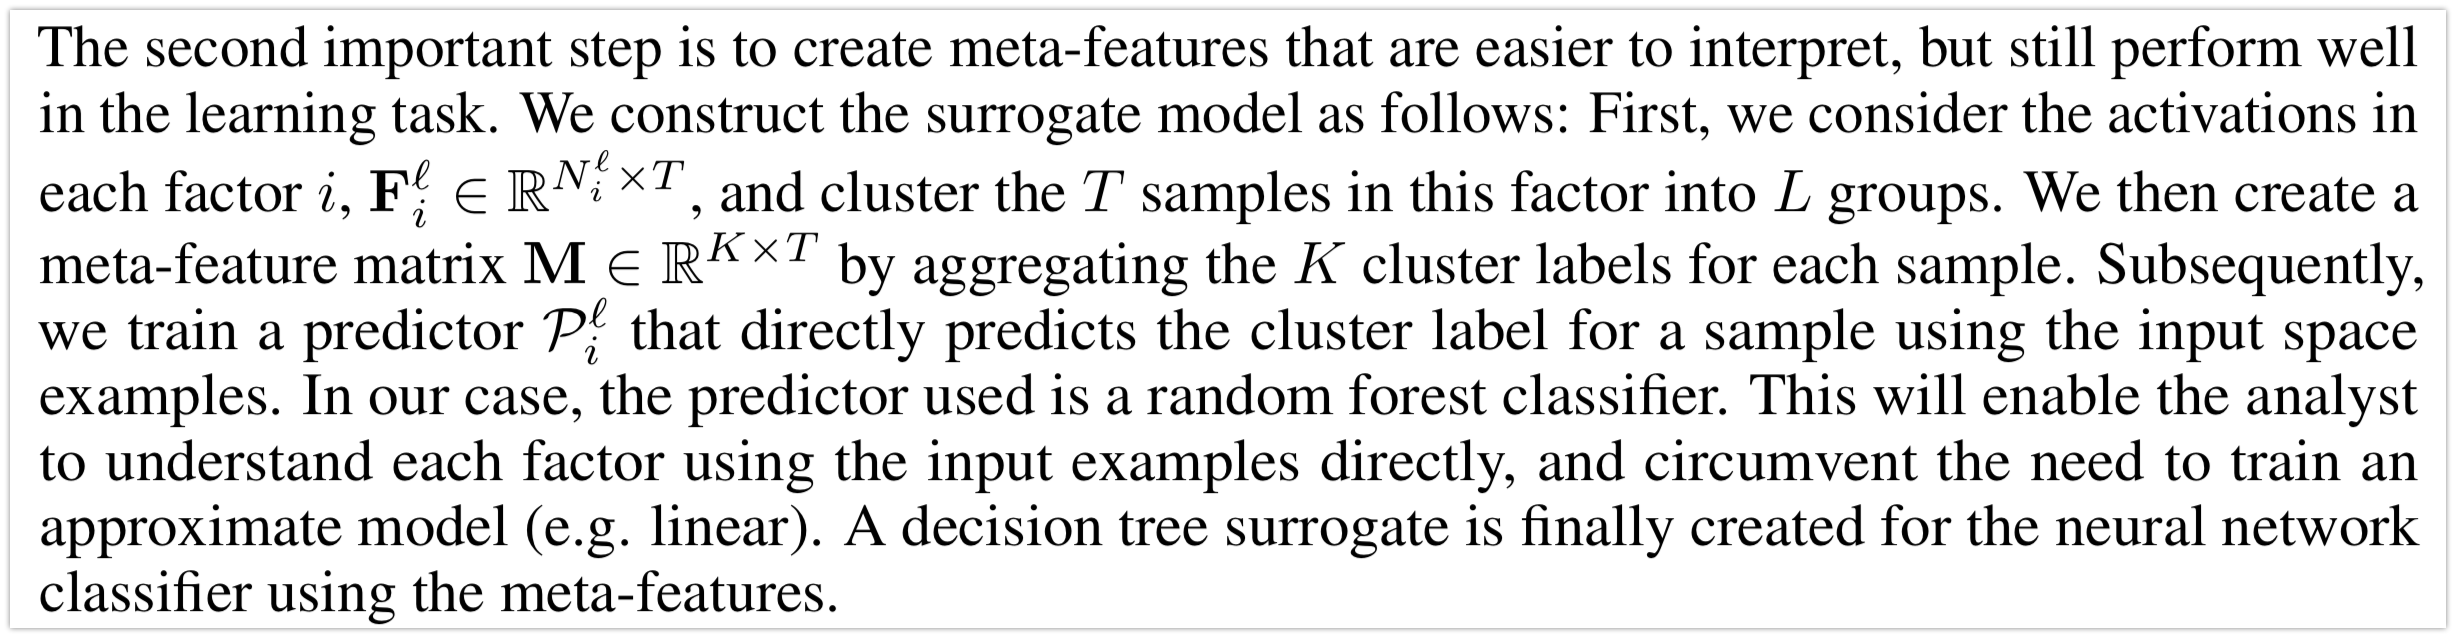 The second important step is to create meta-features that are easier to interpret, but still perform well
in the learning task. We construct the surrogate model as follows: First, we consider the activations in
each factor $i$, $\mathbf{F}_i^\ell \in \mathbb{R}^{N_i^\ell \times T}$, and cluster the $T$ samples in this factor into $L$ groups. We then create a
meta-feature matrix $\mathbf{M} \in \mathbb{R}^{K \times T}$ by aggregating the $K$ cluster labels for each sample. Subsequently,
we train a predictor $\mathcal{P}_i^\ell$ that directly predicts the cluster label for a sample using the input space
examples. In our case, the predictor used is a random forest classifier. This will enable the analyst
to understand each factor using the input examples directly, and circumvent the need to train an
approximate model (e.g. linear). A decision tree surrogate is finally created for the neural network
classifier using the meta-features.